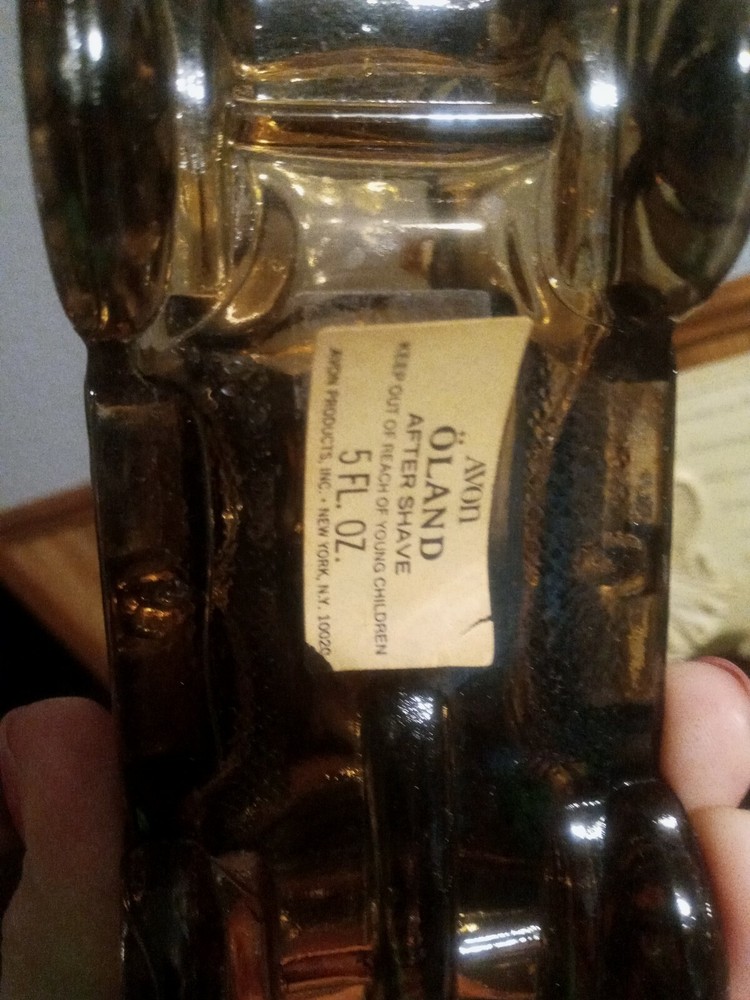 AVON
ÖLAND
AFTER SHAVE
KEEP OUT OF REACH OF YOUNG CHILDREN
5 FL. OZ.
AVON PRODUCTS, INC. • NEW YORK, N.Y. 10020